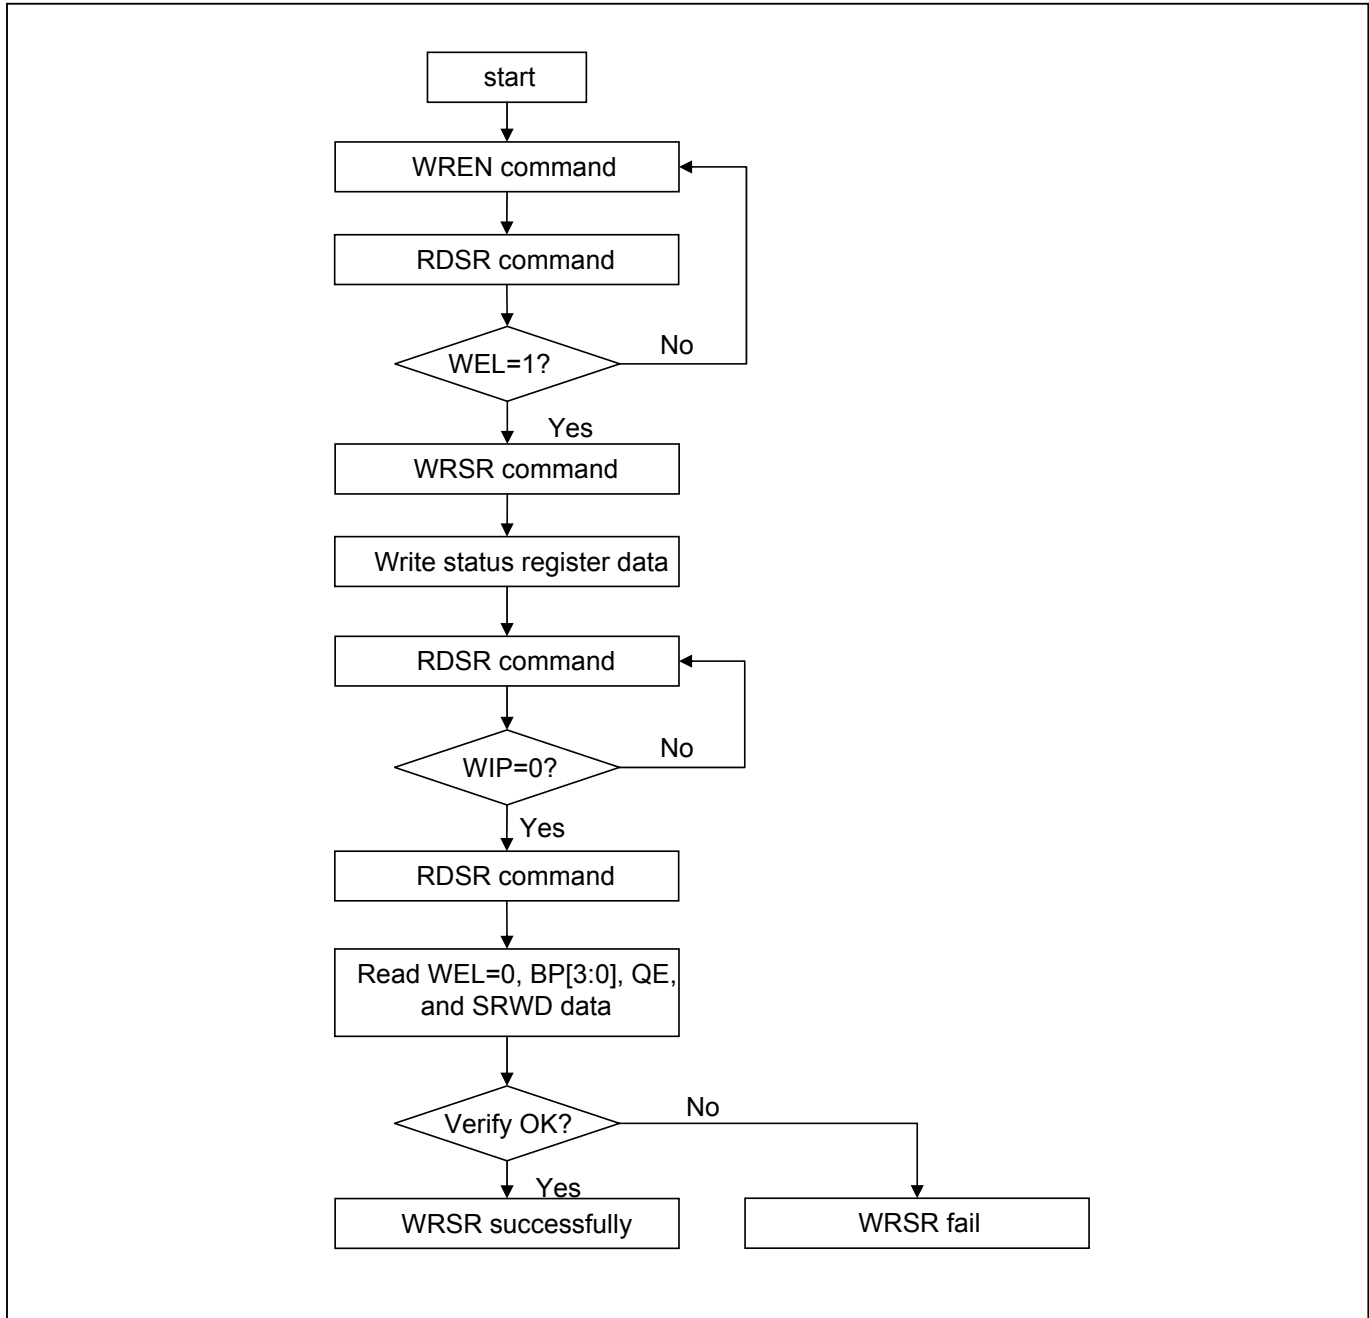 start
WREN command
RDSR command
WEL=1?
No
Yes
WRSR command
Write status register data
RDSR command
WIP=0?
No
Yes
RDSR command
Read WEL=0, BP[3:0], QE,
and SRWD data
Verify OK?
No
Yes
WRSR successfully
WRSR fail